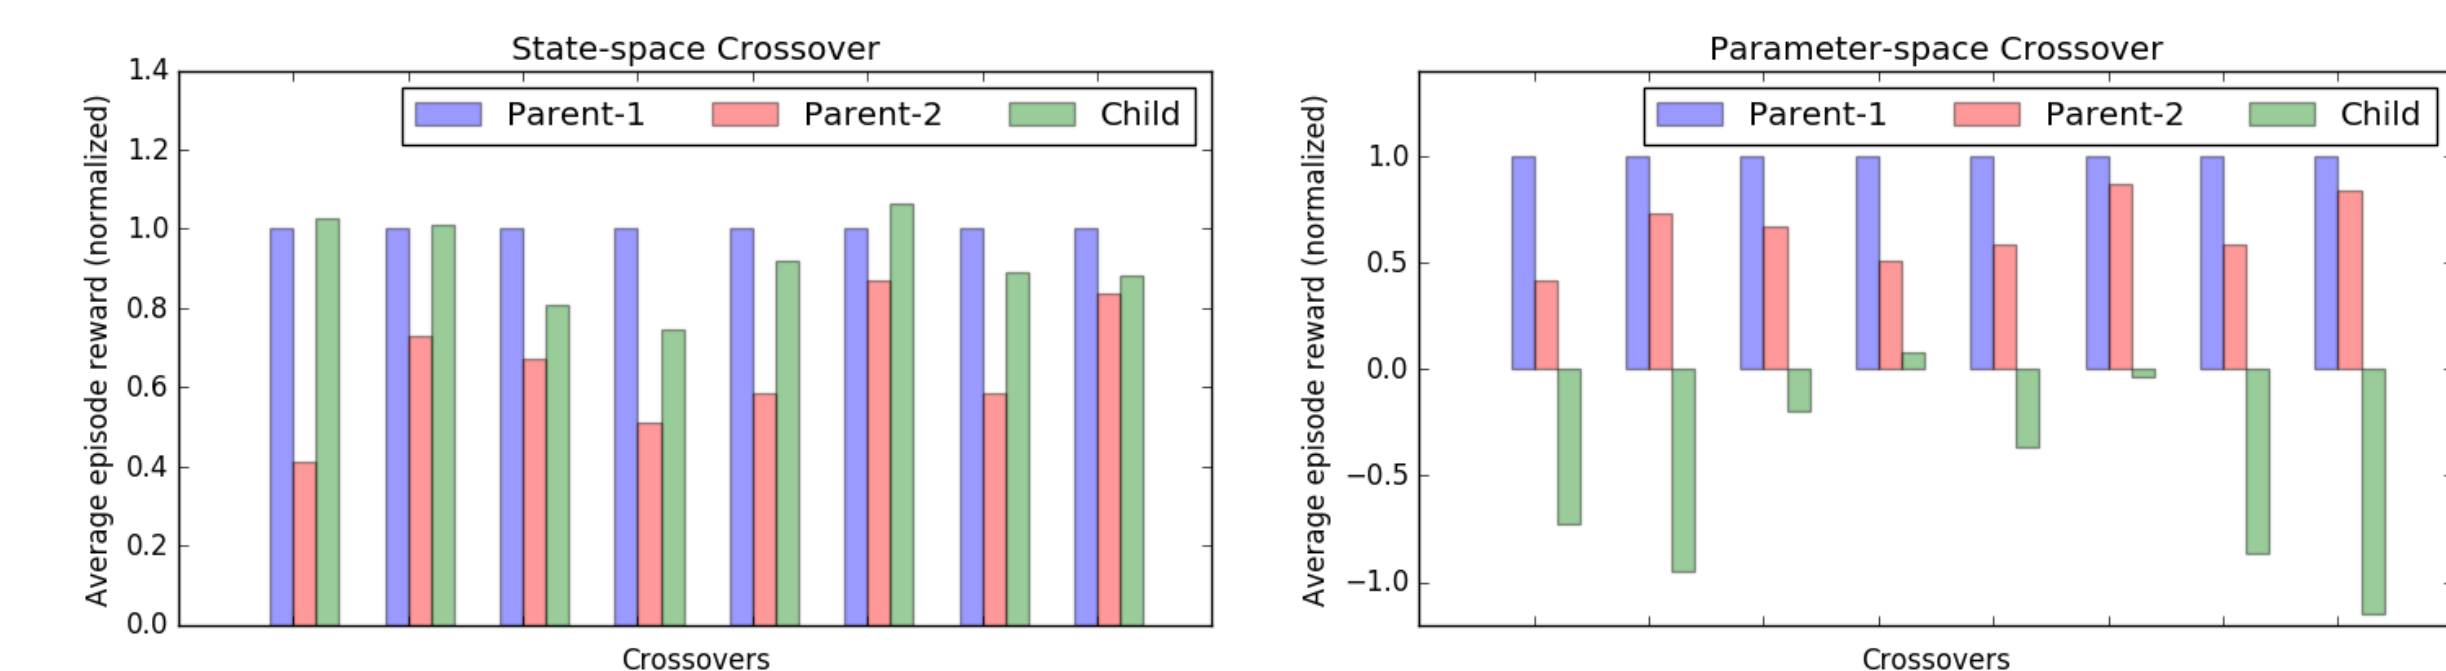 State-space Crossover
Parent-1 Parent-2 Child
Average episode reward (normalized)
1.4
1.2
1.0
0.8
0.6
0.4
0.2
0.0
Crossovers
Parameter-space Crossover
Parent-1 Parent-2 Child
Average episode reward (normalized)
1.0
0.5
0.0
−0.5
−1.0
Crossovers